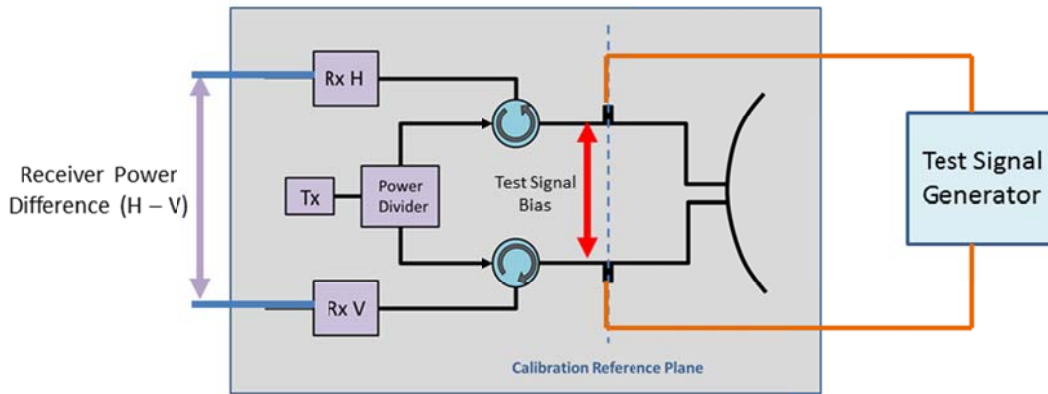 Rx H
Receiver Power
Difference (H – V)
Tx
Power
Divider
Test Signal
Bias
Test Signal
Generator
Rx V
Calibration Reference Plane